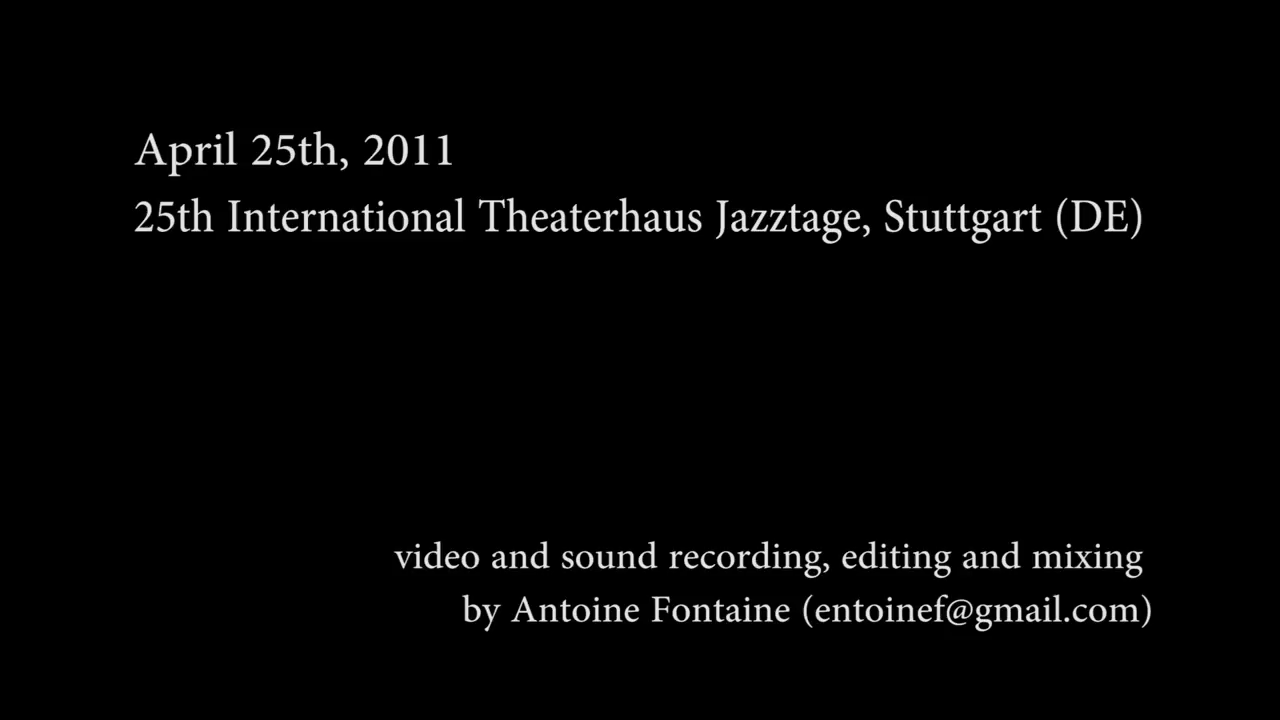 April 25th, 2011
25th International Theaterhaus Jazztage, Stuttgart (DE)
video and sound recording, editing and mixing
by Antoine Fontaine (entoinef@gmail.com)